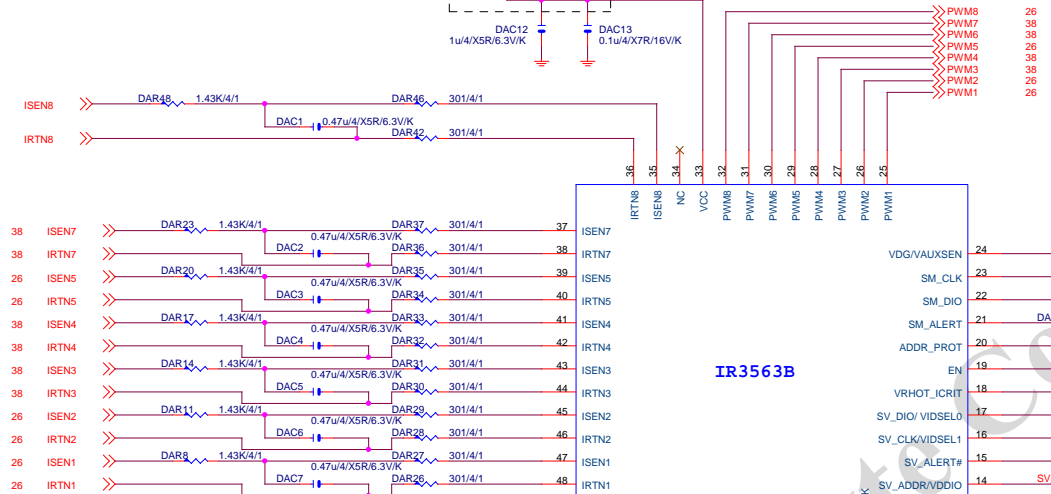 PWM8 26
PWM7 38
PWM6 38
PWM5 26
PWM4 38
PWM3 38
PWM2 26
PWM1 26
DAC12
1u/4/X5R/6.3V/K
DAC13
0.1u/4/X7R/16V/K
ISEN8 DAR48 1.43K/4/1 DAR46 301/4/1
DAC1 0.47u/4/X5R/6.3V/K
IRTN8 DAR42 301/4/1
36 35 34 33 32 31 30 29 28 27 26 25
IRTN8 ISEN8 NC VCC PWM8 PWM7 PWM6 PWM5 PWM4 PWM3 PWM2 PWM1
38 ISEN7 DAR23 1.43K/4/1 DAR37 301/4/1 37 ISEN7
0.47u/4/X5R/6.3V/K
DAC2
38 IRTN7 DAR36 301/4/1 38 IRTN7
26 ISEN5 DAR20 1.43K/4/1 DAR35 301/4/1 39 ISEN5
0.47u/4/X5R/6.3V/K
DAC3
26 IRTN5 DAR34 301/4/1 40 IRTN5
38 ISEN4 DAR17 1.43K/4/1 DAR33 301/4/1 41 ISEN4
0.47u/4/X5R/6.3V/K
DAC4
38 IRTN4 DAR32 301/4/1 42 IRTN4
38 ISEN3 DAR14 1.43K/4/1 DAR31 301/4/1 43 ISEN3
0.47u/4/X5R/6.3V/K
DAC5
38 IRTN3 DAR30 301/4/1 44 IRTN3
26 ISEN2 DAR11 1.43K/4/1 DAR29 301/4/1 45 ISEN2
0.47u/4/X5R/6.3V/K
DAC6
26 IRTN2 DAR28 301/4/1 46 IRTN2
26 ISEN1 DAR8 1.43K/4/1 DAR27 301/4/1 47 ISEN1
0.47u/4/X5R/6.3V/K
DAC7
26 IRTN1 DAR26 301/4/1 48 IRTN1
IR3563B
VDG/VAUXSEN 24
SM_CLK 23
SM_DIO 22
SM_ALERT 21 DA
ADDR_PROT 20
EN 19
VRHOT_ICRIT 18
SV_DIO/ VIDSEL0 17
SV_CLK/VIDSEL1 16
SV_ALERT# 15
SV_ADDR/VDDIO 14 SV